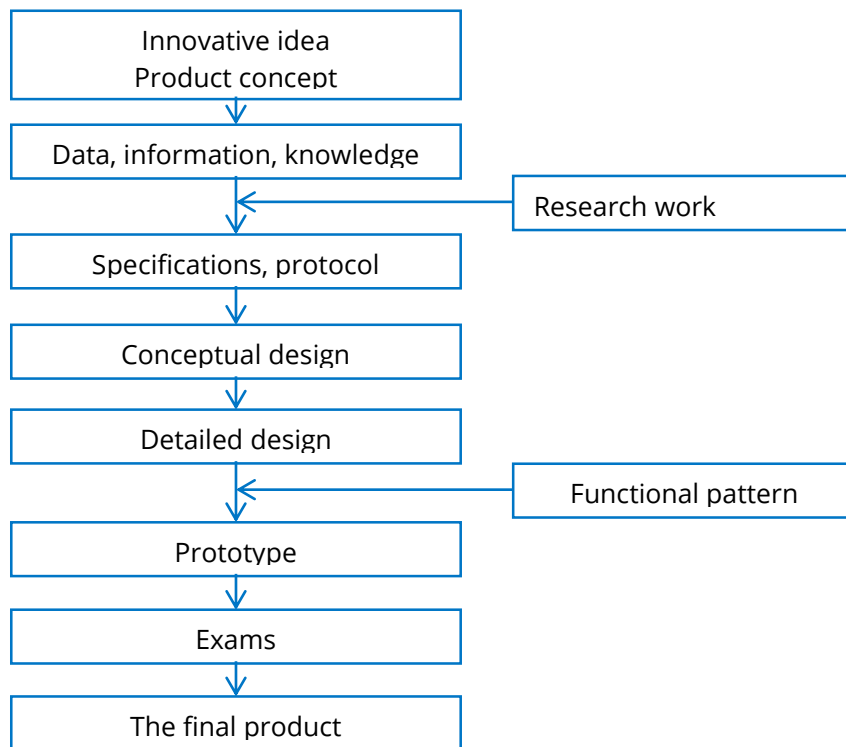 Innovative idea
Product concept
Data, information, knowledge
Research work
Specifications, protocol
Conceptual design
Detailed design
Functional pattern
Prototype
Exams
The final product